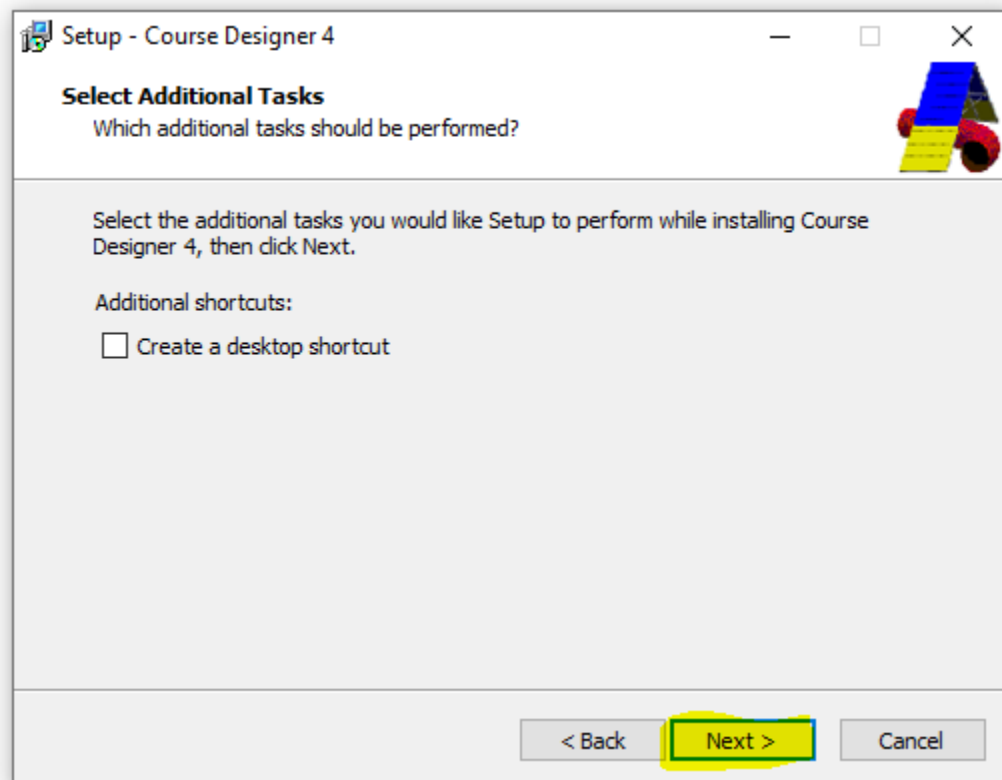 Setup - Course Designer 4
Select Additional Tasks
Which additional tasks should be performed?
Select the additional tasks you would like Setup to perform while installing Course
Designer 4, then click Next.
Additional shortcuts:
Create a desktop shortcut
< Back Next > Cancel